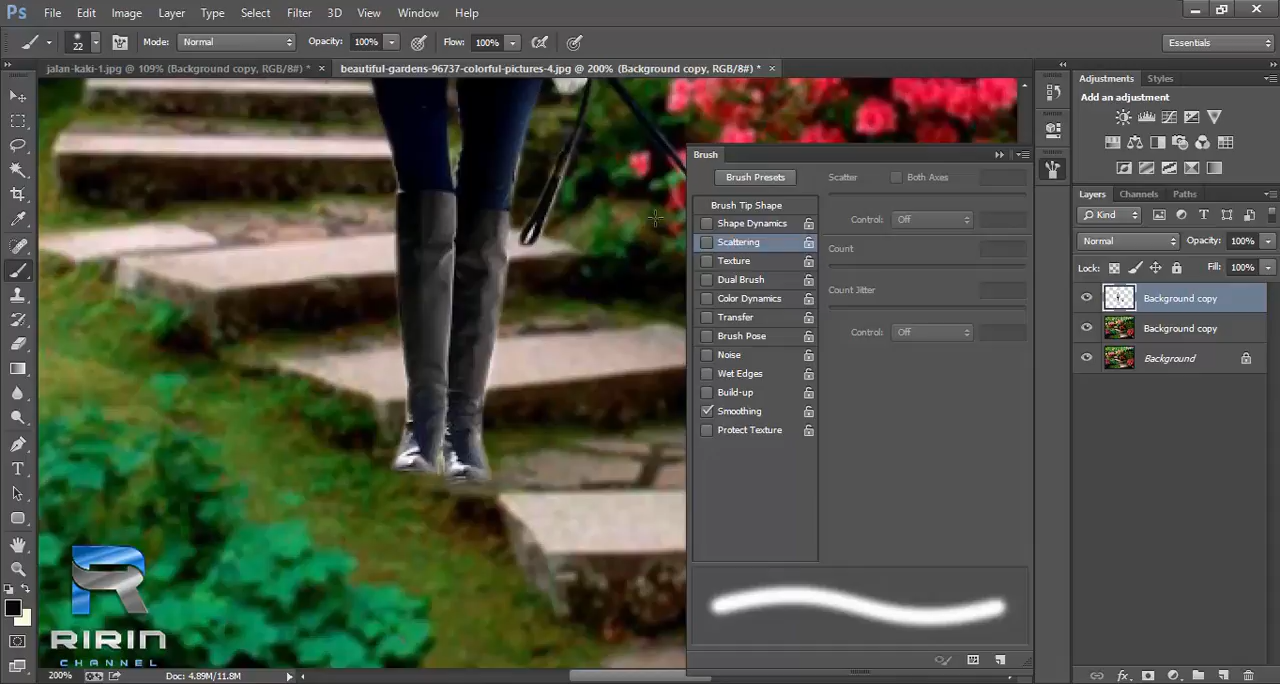 Ps File Edit Image Layer Type Select Filter 3D View Window Help
22 Mode: Normal Opacity: 100% Flow: 100% Essentials
jalan-kaki-1.jpg @ 109% (Background copy, RGB/8#) * × beautiful-gardens-96737-colorful-pictures-4.jpg @ 200% (Background copy, RGB/8#) * ×
Adjustments Styles
Add an adjustment
Brush
Brush Presets
Brush Tip Shape
Shape Dynamics
Scattering
Texture
Dual Brush
Color Dynamics
Transfer
Brush Pose
Noise
Wet Edges
Build-up
Smoothing
Protect Texture
Scatter Both Axes
Control: Off
Count
Count Jitter
Control: Off
Layers Channels Paths
Kind
Normal Opacity: 100%
Lock: Fill: 100%
Background copy
Background copy
Background
RIRIN
CHANNEL
200% Doc: 4.89M/11.8M